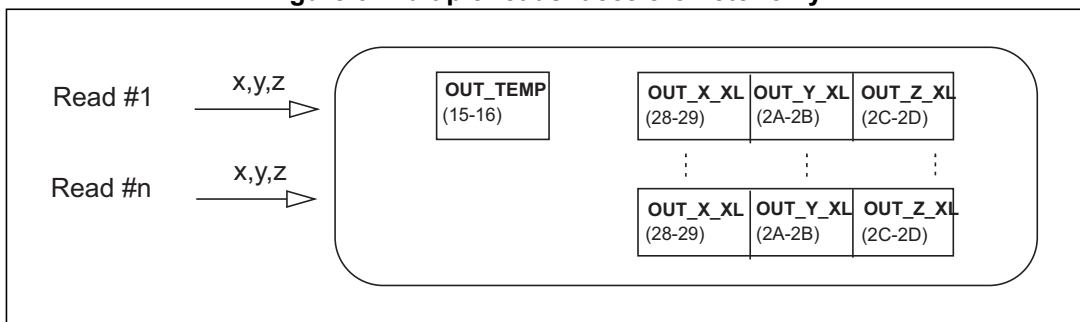 Read #1
x,y,z
OUT_TEMP
(15-16)
OUT_X_XL OUT_Y_XL OUT_Z_XL
(28-29) (2A-2B) (2C-2D)
Read #n
x,y,z
OUT_X_XL OUT_Y_XL OUT_Z_XL
(28-29) (2A-2B) (2C-2D)